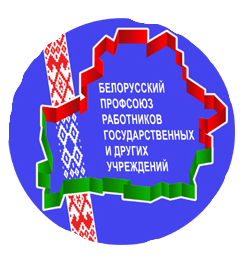 БЕЛОРУССКИЙ
ПРОФСОЮЗ
РАБОТНИКОВ
ГОСУДАРСТВЕННЫХ
И ДРУГИХ
УЧРЕЖДЕНИЙ